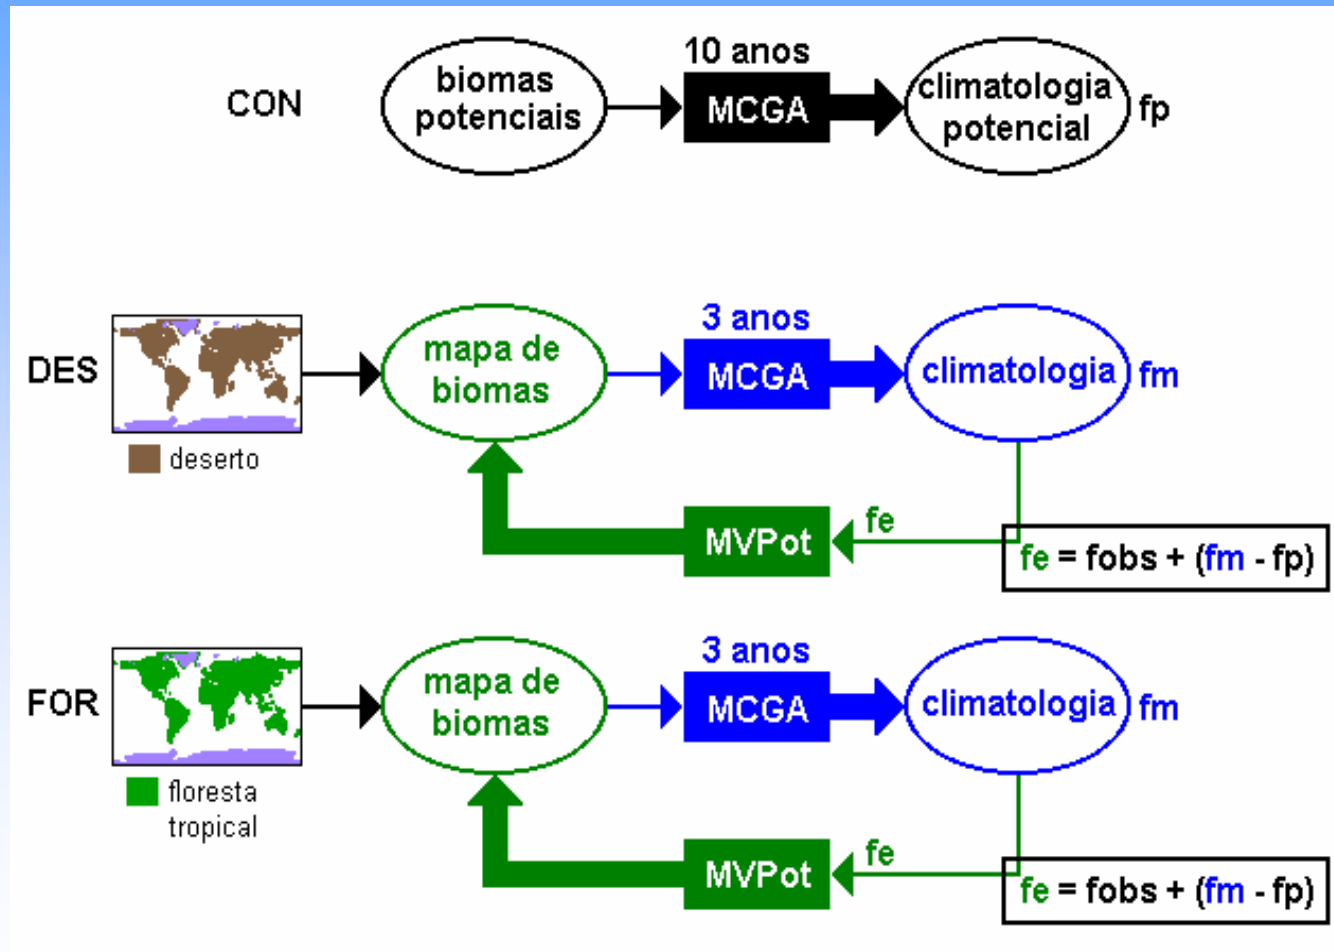 10 anos
CON
biomas
potenciais
MCGA
climatologia
potencial
fp
3 anos
DES
mapa de
biomas
MCGA
climatologia
fm
deserto
MVPot
fe
fe = fobs + (fm - fp)
3 anos
FOR
mapa de
biomas
MCGA
climatologia
fm
floresta
tropical
MVPot
fe
fe = fobs + (fm - fp)